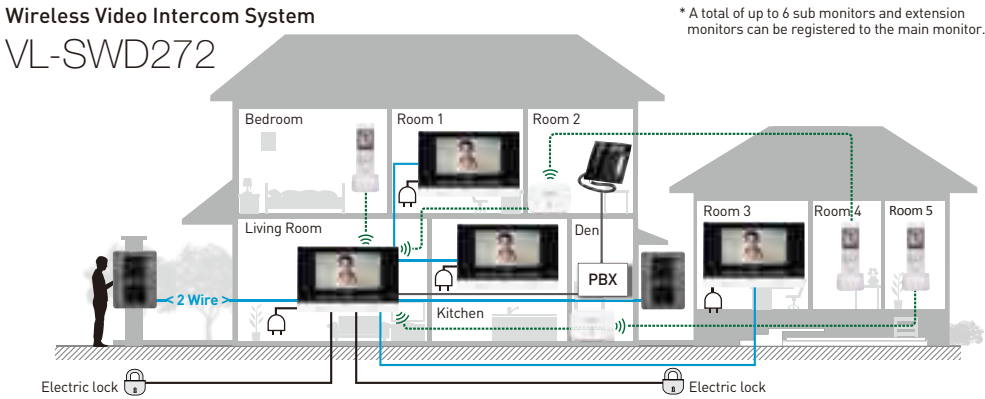 Wireless Video Intercom System
VL-SWD272
* A total of up to 6 sub monitors and extension
monitors can be registered to the main monitor.
Bedroom
Room 1
Room 2
Living Room
Den
Room 3
Room 4
Room 5
PBX
< 2 Wire >
Kitchen
Electric lock
Electric lock